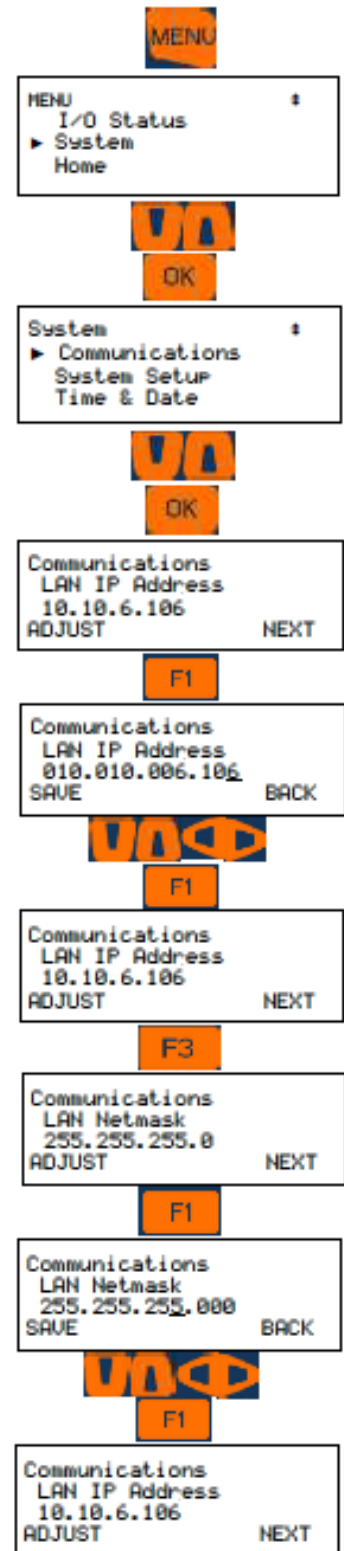 MENU
MENU
I/O Status
System
Home
OK
System
Communications
System Setup
Time & Date
OK
Communications
LAN IP Address
10.10.6.106
ADJUST NEXT
F1
Communications
LAN IP Address
010.010.006.106
SAVE BACK
F1
Communications
LAN IP Address
10.10.6.106
ADJUST NEXT
F3
Communications
LAN Netmask
255.255.255.0
ADJUST NEXT
F1
Communications
LAN Netmask
255.255.255.000
SAVE BACK
F1
Communications
LAN IP Address
10.10.6.106
ADJUST NEXT